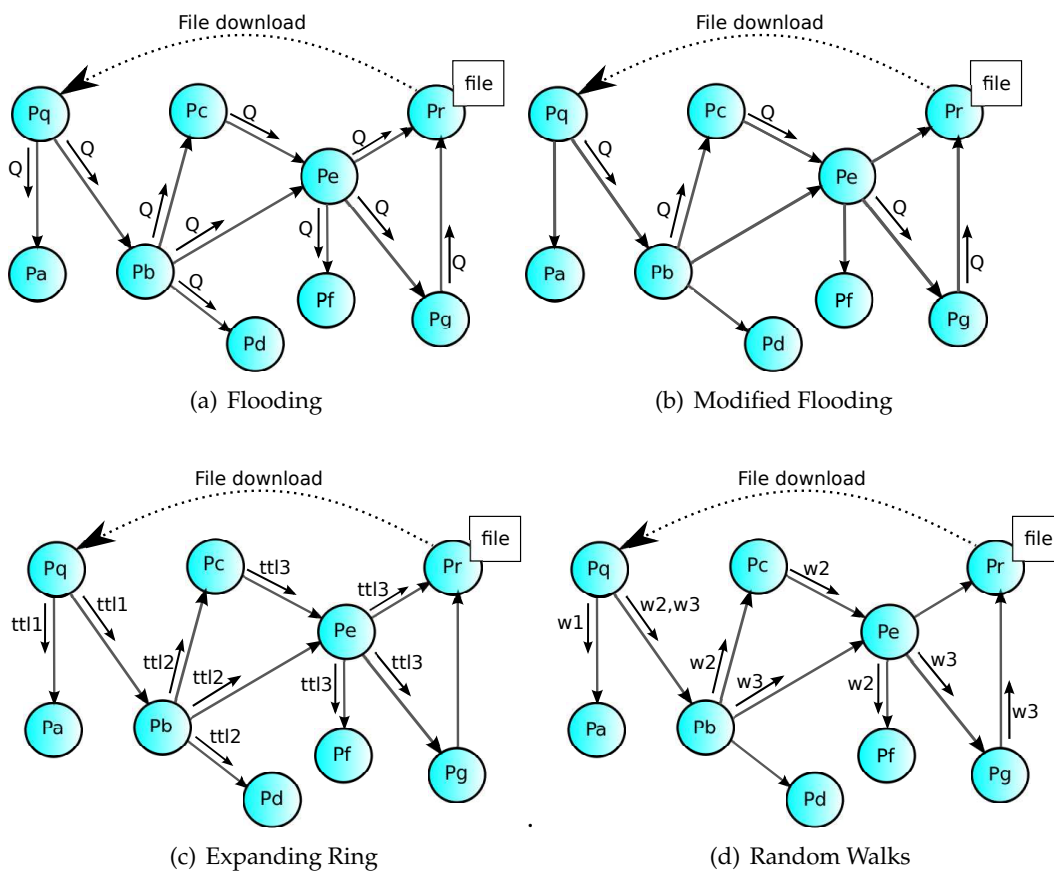 File download
file
Pq
Pc
Pr
Q
Q
Q
Q
Pe
Q
Q
Q
Q
Q
Q
Pa
Pb
Pf
Pg
Pd
(a) Flooding
File download
file
Pq
Pc
Pr
Q
Q
Pe
Q
Q
Q
Pa
Pb
Pf
Pg
Pd
(b) Modified Flooding
File download
file
Pq
Pc
Pr
ttl3
ttl3
ttl1
ttl1
Pe
ttl2
ttl2
ttl3
ttl3
Pa
Pb
ttl2
Pf
Pg
Pd
(c) Expanding Ring
.
File download
file
Pq
Pc
Pr
w2
w1
w2,w3
Pe
w2
w3
w2
w3
w3
Pa
Pb
Pf
Pg
Pd
(d) Random Walks